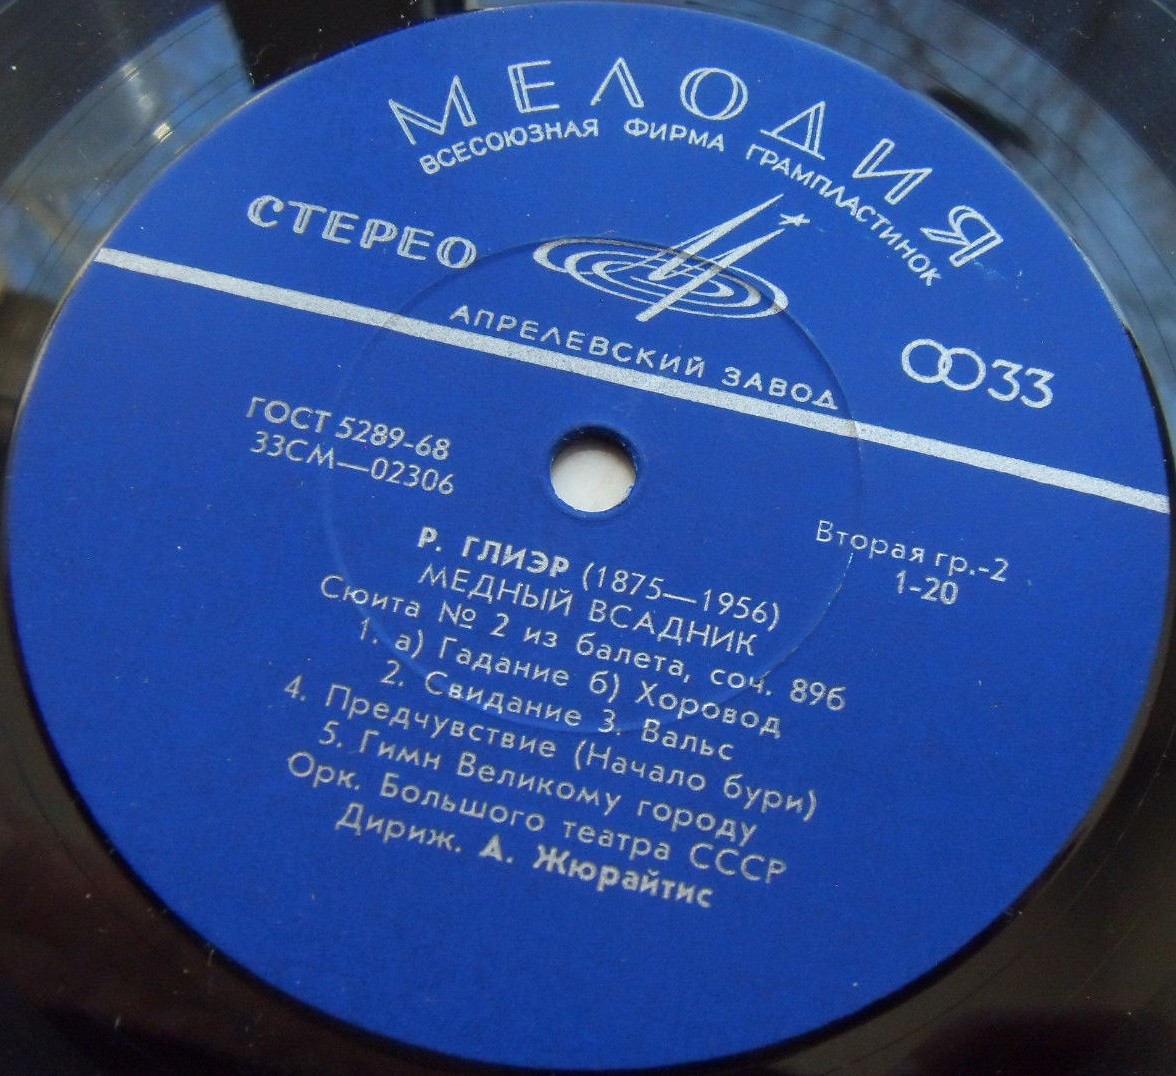 МЕЛОДИЯ
ВСЕСОЮЗНАЯ ФИРМА ГРАМПЛАСТИНОК
СТЕРЕО
АПРЕЛЕВСКИЙ ЗАВОД
33
ГОСТ 5289-68
33СМ—02306
Вторая гр.-2
1-20
Р. ГЛИЭР (1875—1956)
МЕДНЫЙ ВСАДНИК
Сюита № 2 из балета, соч. 89б
1. а) Гадание б) Хоровод
2. Свидание 3. Вальс
4. Предчувствие (Начало бури)
5. Гимн Великому городу
Орк. Большого театра СССР
Дириж. А. Жюрайтис